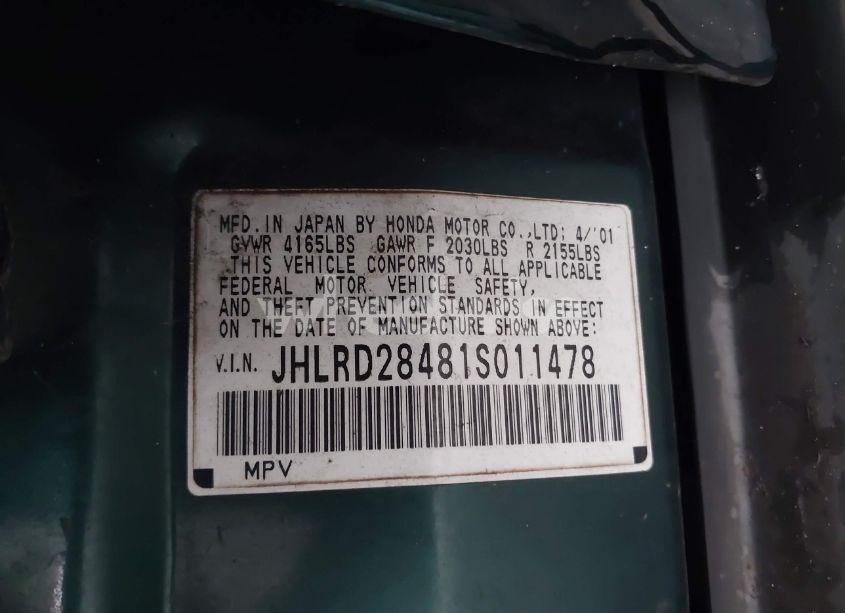 MFD. IN JAPAN BY HONDA MOTOR CO., LTD; 4/'01
GVWR 4165LBS GAWR F 2030LBS R 2155LBS
THIS VEHICLE CONFORMS TO ALL APPLICABLE
FEDERAL MOTOR VEHICLE SAFETY,
AND THEFT PREVENTION STANDARDS IN EFFECT
ON THE DATE OF MANUFACTURE SHOWN ABOVE:
V.I.N. JHLRD28481S011478
MPV